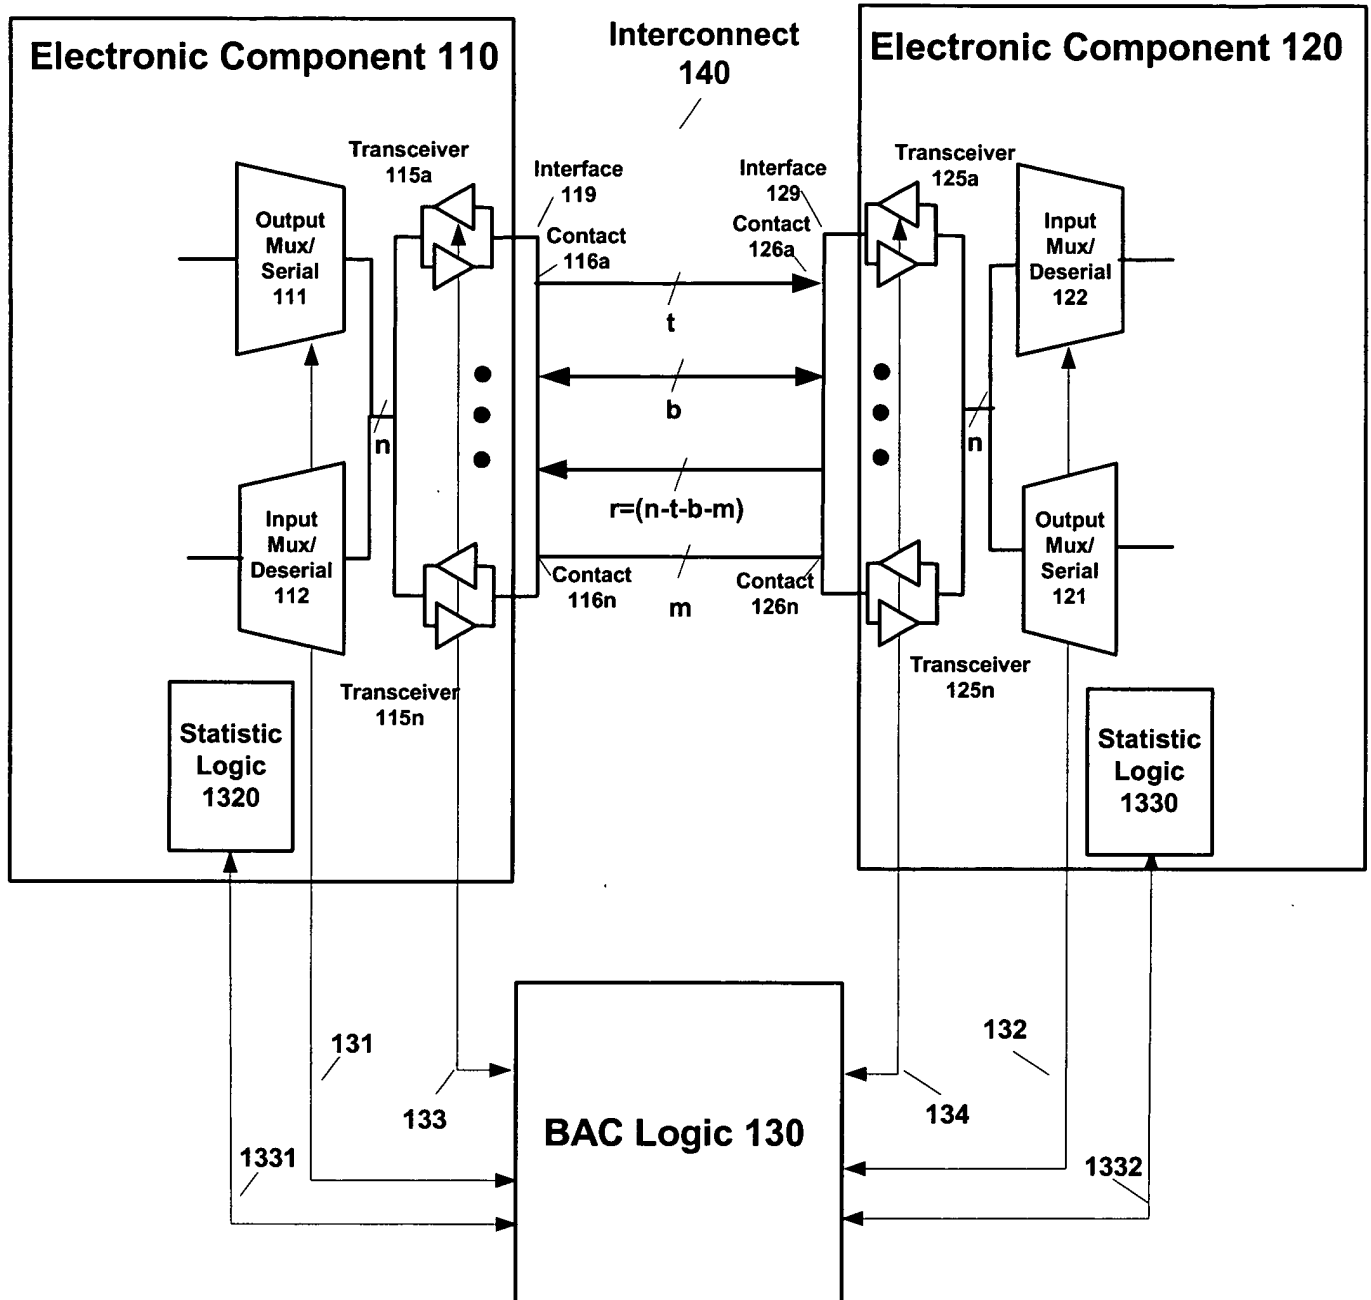 Electronic Component 110
Interconnect
140
Electronic Component 120
Transceiver
115a
Interface
119
Interface
129
Transceiver
125a
Output
Mux/
Serial
111
Contact
116a
Contact
126a
Input
Mux/
Deserial
122
t
b
n
n
r=(n-t-b-m)
Input
Mux/
Deserial
112
Output
Mux/
Serial
121
Contact
116n
m
Contact
126n
Transceiver
115n
Transceiver
125n
Statistic
Logic
1320
Statistic
Logic
1330
131
133
132
134
BAC Logic 130
1331
1332